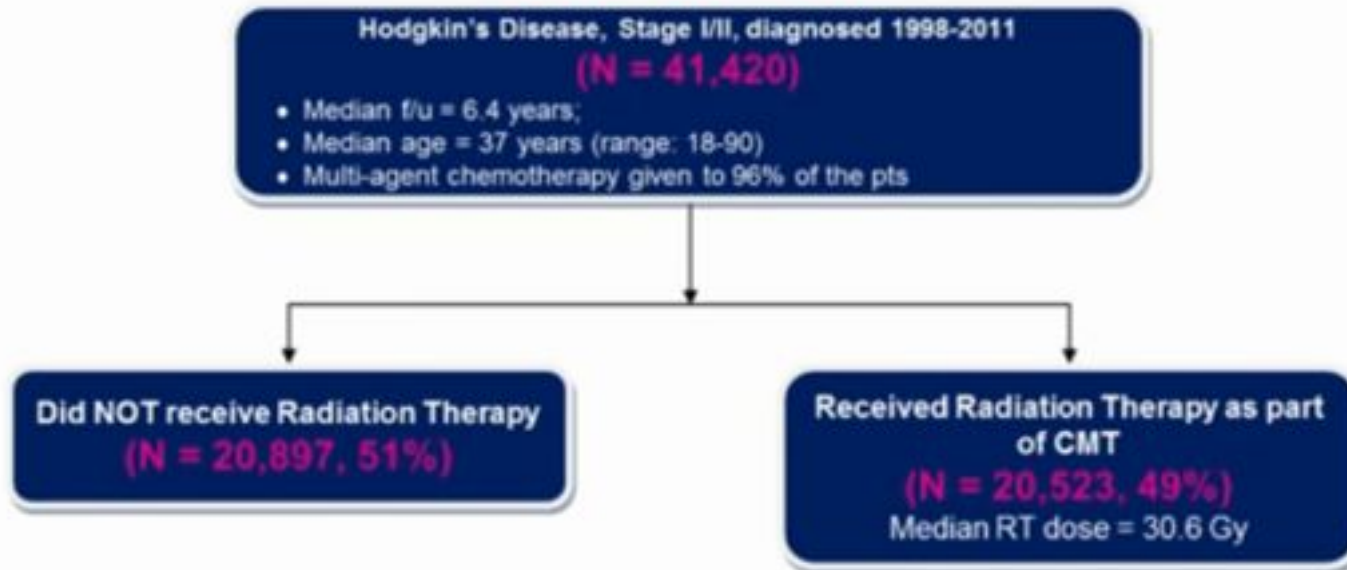 Hodgkin's Disease, Stage I/II, diagnosed 1998-2011
(N = 41,420)
• Median f/u = 6.4 years;
• Median age = 37 years (range: 18-90)
• Multi-agent chemotherapy given to 96% of the pts
Did NOT receive Radiation Therapy
(N = 20,897, 51%)
Received Radiation Therapy as part
of CMT
(N = 20,523, 49%)
Median RT dose = 30.6 Gy